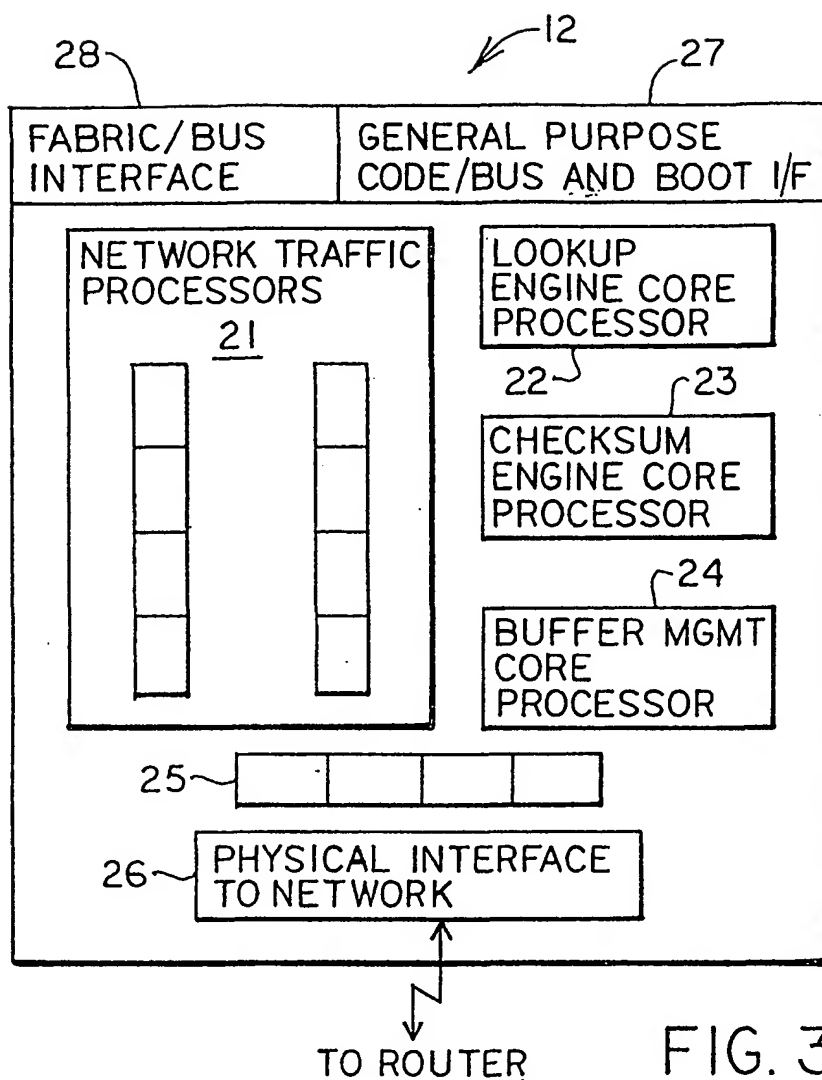 12
28
27
FABRIC/BUS
INTERFACE
GENERAL PURPOSE
CODE/BUS AND BOOT I/F
NETWORK TRAFFIC
PROCESSORS
21
LOOKUP
ENGINE CORE
PROCESSOR
22
23
CHECKSUM
ENGINE CORE
PROCESSOR
24
BUFFER MGMT
CORE
PROCESSOR
25
26
PHYSICAL INTERFACE
TO NETWORK
TO ROUTER
FIG. 3